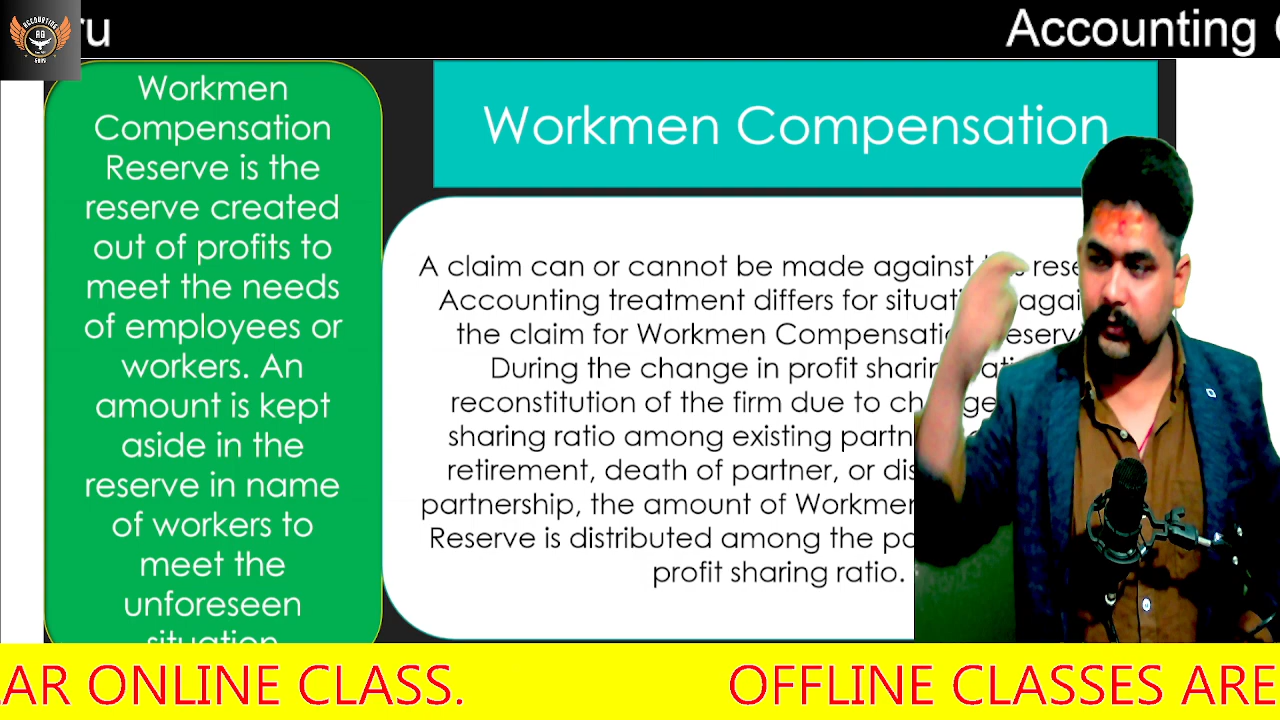 ru
Accounting
Workmen
Compensation
Reserve is the
reserve created
out of profits to
meet the needs
of employees or
workers. An
amount is kept
aside in the
reserve in name
of workers to
meet the
unforeseen
situation
Workmen Compensation
A claim can or cannot be made against
Accounting treatment differs for
the claim for Workmen
During the change in profit
reconstitution of the firm due to
sharing ratio among existing
retirement, death of partner, or
partnership, the amount of
Reserve is distributed among the
profit sharing ratio.
AR ONLINE CLASS.
OFFLINE CLASSES ARE